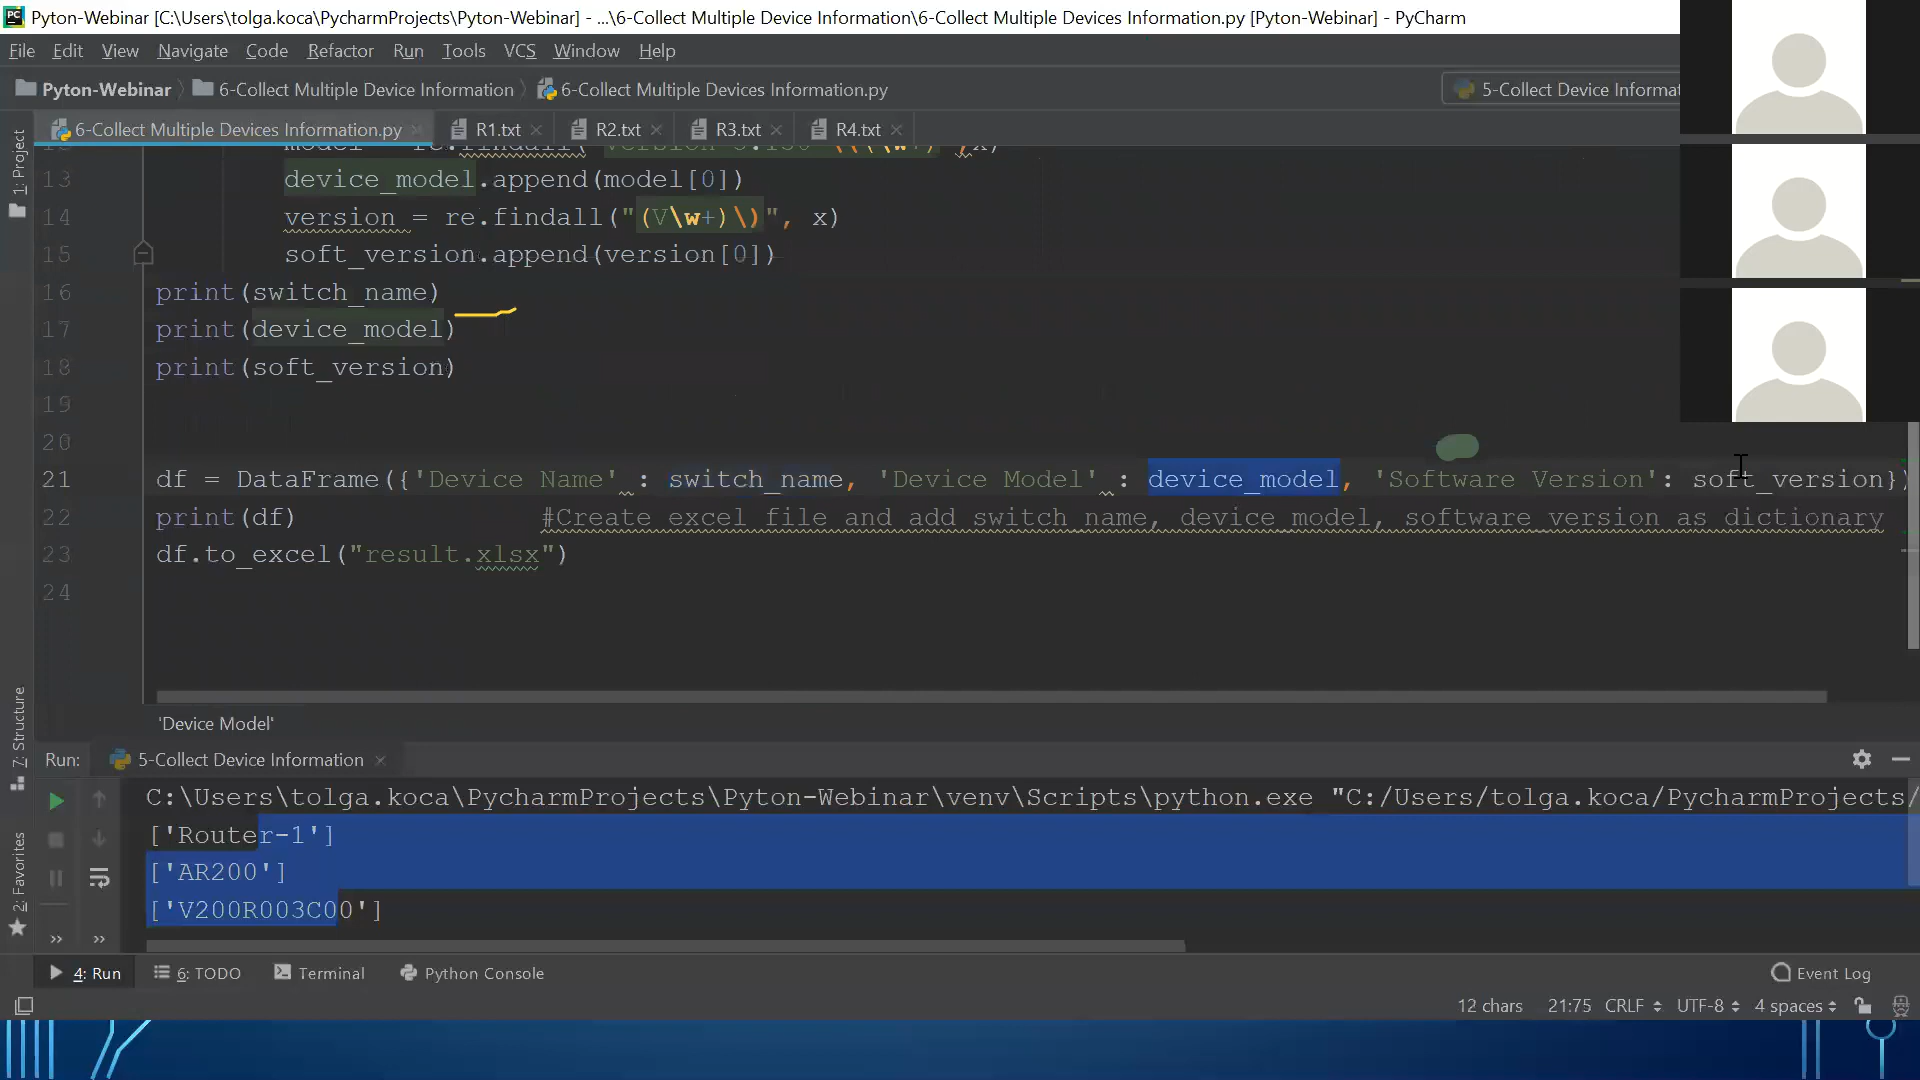 Pyton-Webinar [C:\Users\tolga.koca\PycharmProjects\Pyton-Webinar] - ...\6-Collect Multiple Device Information\6-Collect Multiple Devices Information.py [Pyton-Webinar] - PyCharm
File Edit View Navigate Code Refactor Run Tools VCS Window Help
Pyton-Webinar 6-Collect Multiple Device Information 6-Collect Multiple Devices Information.py 5-Collect Device Informat
6-Collect Multiple Devices Information.py R1.txt R2.txt R3.txt R4.txt
1: Project
13 device_model.append(model[0])
14 version = re.findall("(V\w+)\)", x)
15 soft_version.append(version[0])
16 print(switch_name)
17 print(device_model)
18 print(soft_version)
19
20
21 df = DataFrame({'Device Name' : switch_name, 'Device Model' : device_model, 'Software Version': soft_version})
22 print(df) #Create excel file and add switch_name, device_model, software version as dictionary
23 df.to_excel("result.xlsx")
24
7: Structure
'Device Model'
Run: 5-Collect Device Information
C:\Users\tolga.koca\PycharmProjects\Pyton-Webinar\venv\Scripts\python.exe "C:/Users/tolga.koca/PycharmProjects/
['Router-1']
['AR200']
['V200R003C00']
2: Favorites
4: Run 6: TODO Terminal Python Console Event Log
12 chars 21:75 CRLF UTF-8 4 spaces